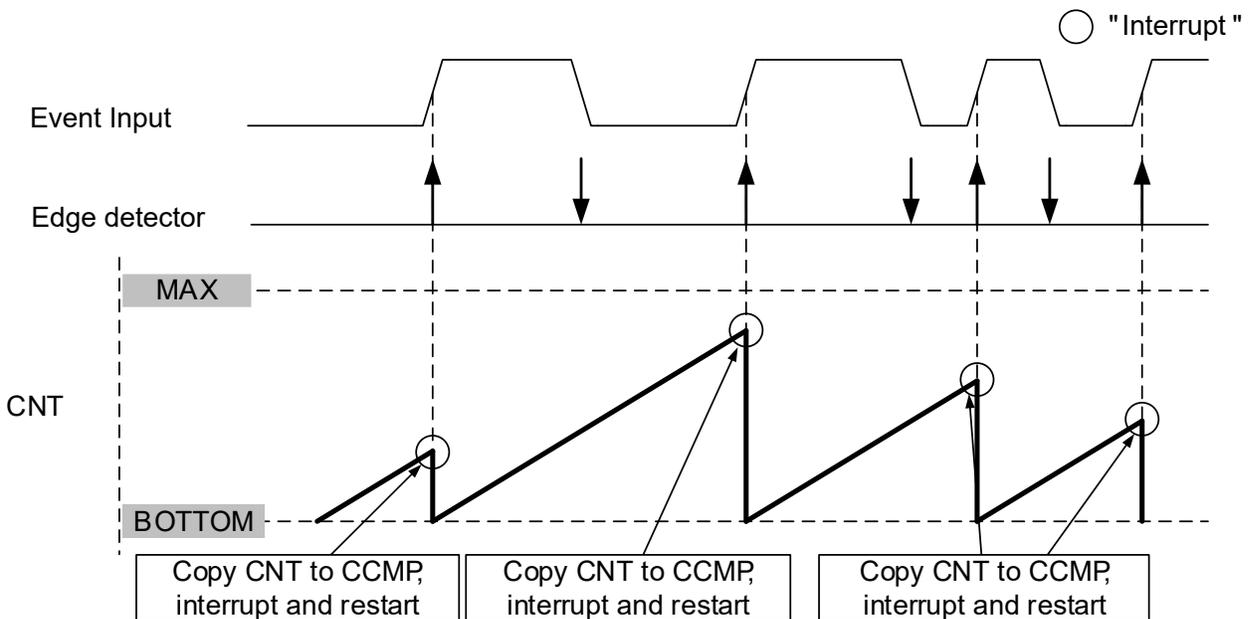 "Interrupt"
Event Input
Edge detector
MAX
CNT
BOTTOM
Copy CNT to CCMP,
interrupt and restart
Copy CNT to CCMP,
interrupt and restart
Copy CNT to CCMP,
interrupt and restart